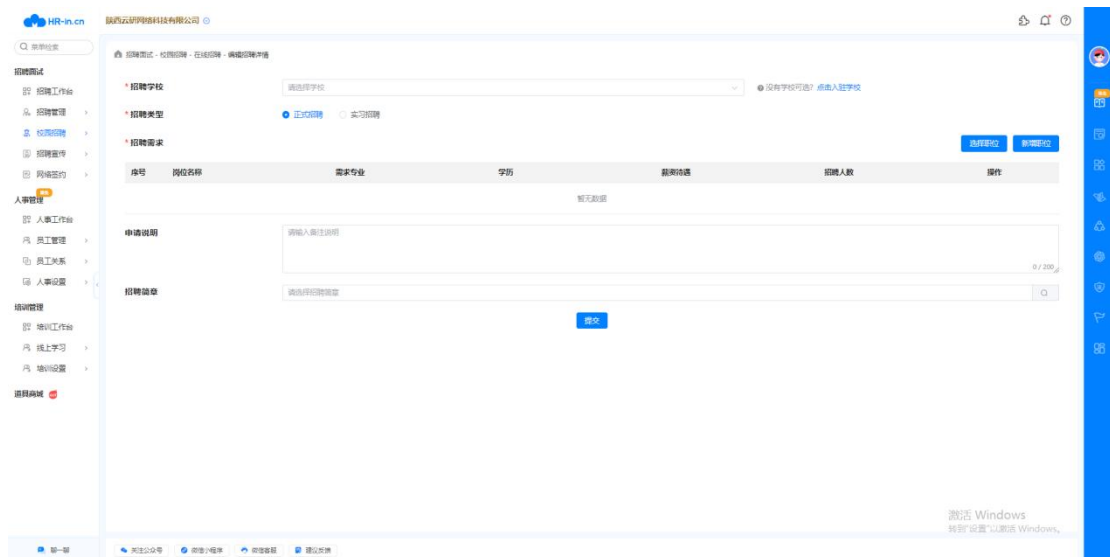 HR-in.cn
陕西云研网络科技有限公司
菜单检索
招聘面试 - 校园招聘 - 在线招聘 - 编辑招聘详情
招聘面试
招聘工作台
招聘管理
校园招聘
招聘宣传
网络签约
人事管理
人事工作台
员工管理
员工关系
人事设置
培训管理
培训工作台
线上学习
培训设置
道具商城
* 招聘学校
请选择学校
没有学校可选？点击入驻学校
* 招聘类型
正式招聘 实习招聘
* 招聘需求
选择职位 新增职位
序号 岗位名称 需求专业 学历 薪资待遇 招聘人数 操作
暂无数据
申请说明
请输入备注说明
0 / 200
招聘简章
请选择招聘简章
提交
激活 Windows
转到"设置"以激活 Windows。
聊一聊
关注公众号 微信小程序 微信客服 建议反馈